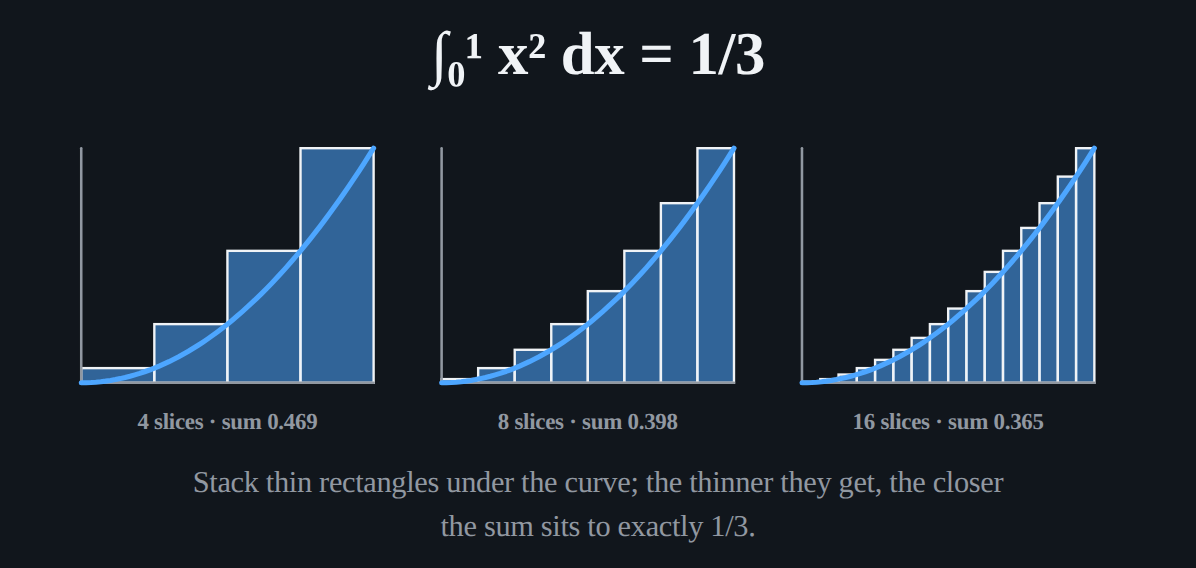 ∫₀¹ x² dx = 1/3
4 slices · sum 0.469
8 slices · sum 0.398
16 slices · sum 0.365
Stack thin rectangles under the curve; the thinner they get, the closer
the sum sits to exactly 1/3.